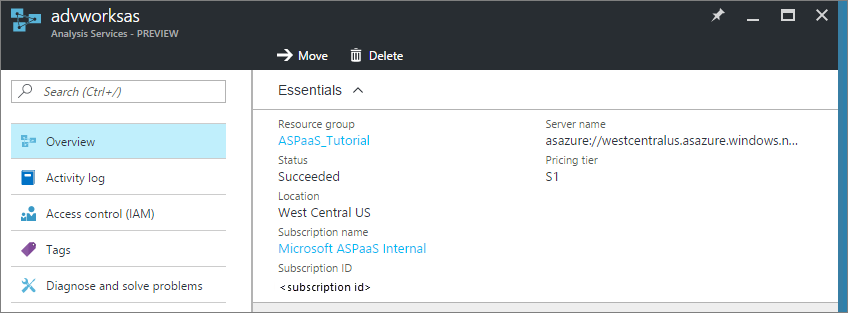 advworksas
Analysis Services - PREVIEW
Move Delete
Search (Ctrl+/)
Overview
Activity log
Access control (IAM)
Tags
Diagnose and solve problems
Essentials
Resource group
ASPaaS_Tutorial
Status
Succeeded
Location
West Central US
Subscription name
Microsoft ASPaaS Internal
Subscription ID
<subscription id>
Server name
asazure://westcentralus.asazure.windows.n...
Pricing tier
S1